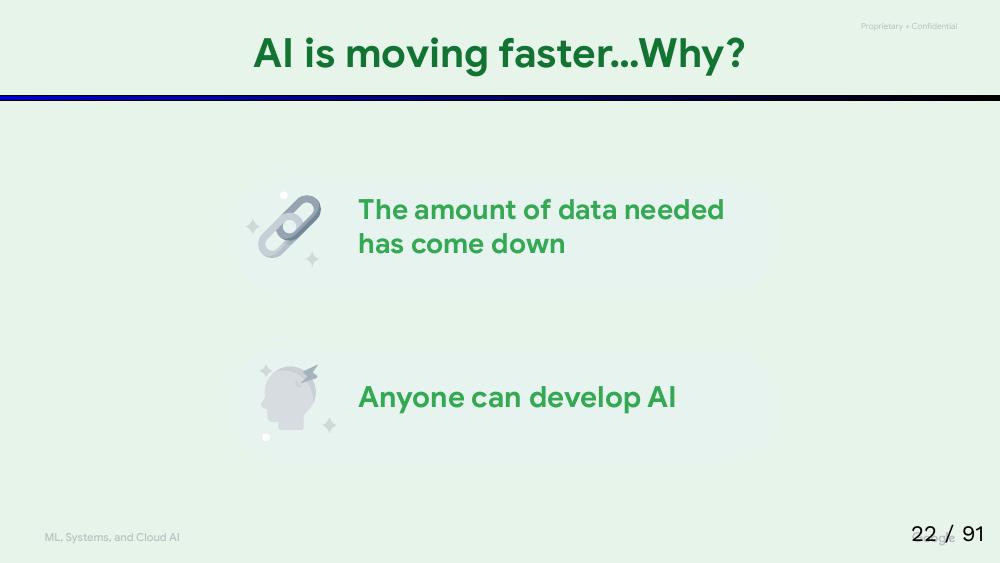 Proprietary + Confidential
AI is moving faster...Why?
The amount of data needed
has come down
Anyone can develop AI
ML, Systems, and Cloud AI
Google
22 / 91